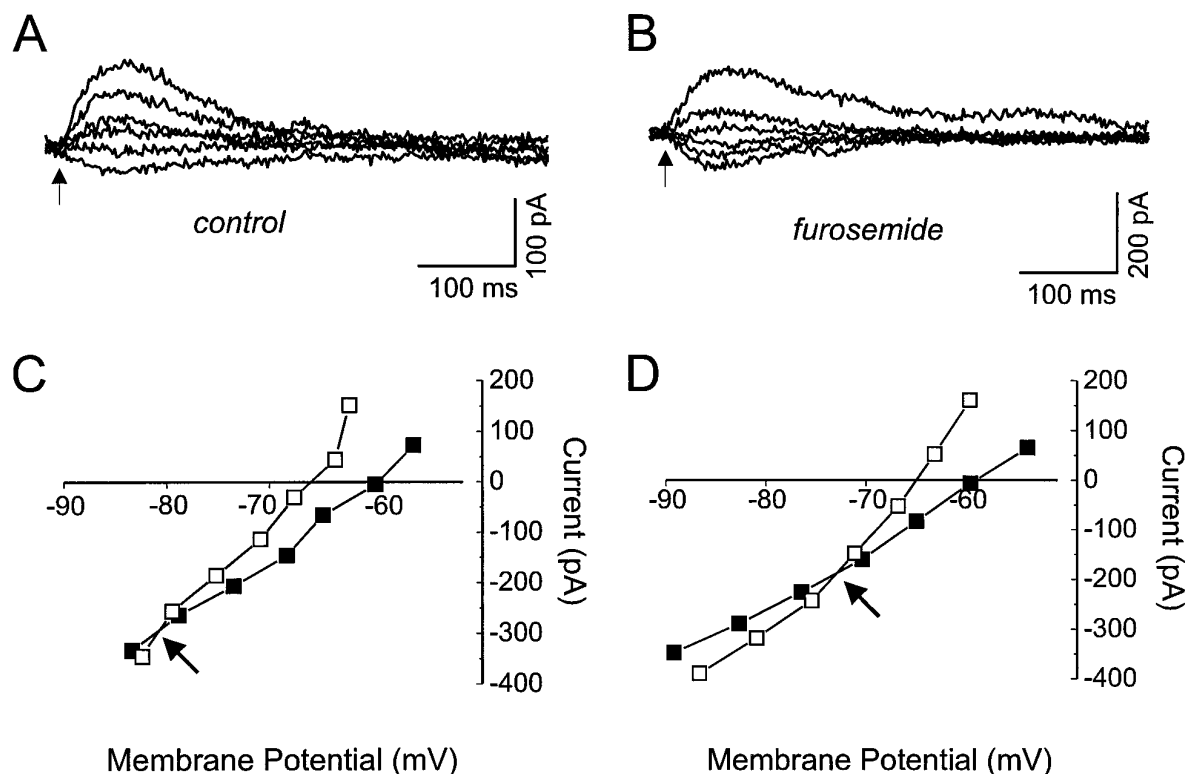 A
B
control
100 pA
100 ms
furosemide
200 pA
100 ms
C
D
200
100
0
-100
-200
-300
-400
-90
-80
-70
-60
Current (pA)
200
100
0
-100
-200
-300
-400
-90
-80
-70
-60
Current (pA)
Membrane Potential (mV)
Membrane Potential (mV)